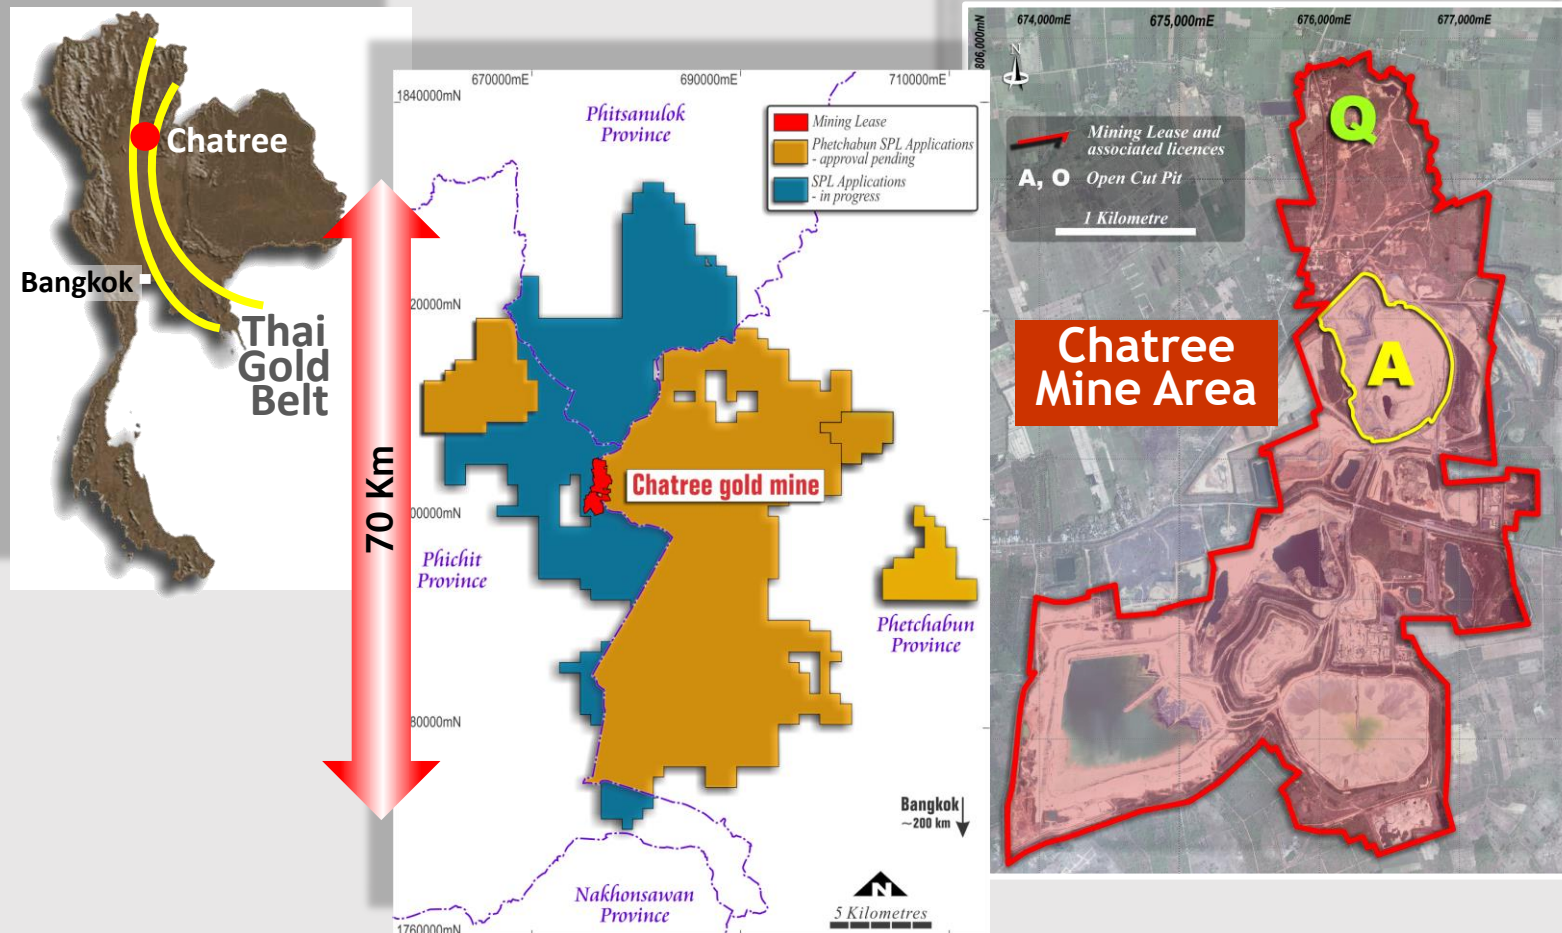 Chatree
Bangkok
Thai
Gold
Belt
70 Km
670000mE
690000mE
710000mE
1840000mN
20000mN
00000mN
80000mN
1760000mN
Phitsanulok
Province
Mining Lease
Phetchabun SPL Applications
- approval pending
SPL Applications
- in progress
Chatree gold mine
Phichit
Province
Phetchabun
Province
Bangkok
~200 km
Nakhonsawan
Province
N
5 Kilometres
674,000mE
675,000mE
676,000mE
677,000mE
806,000mN
N
Mining Lease and
associated licences
A, O Open Cut Pit
1 Kilometre
Chatree
Mine Area
Q
A